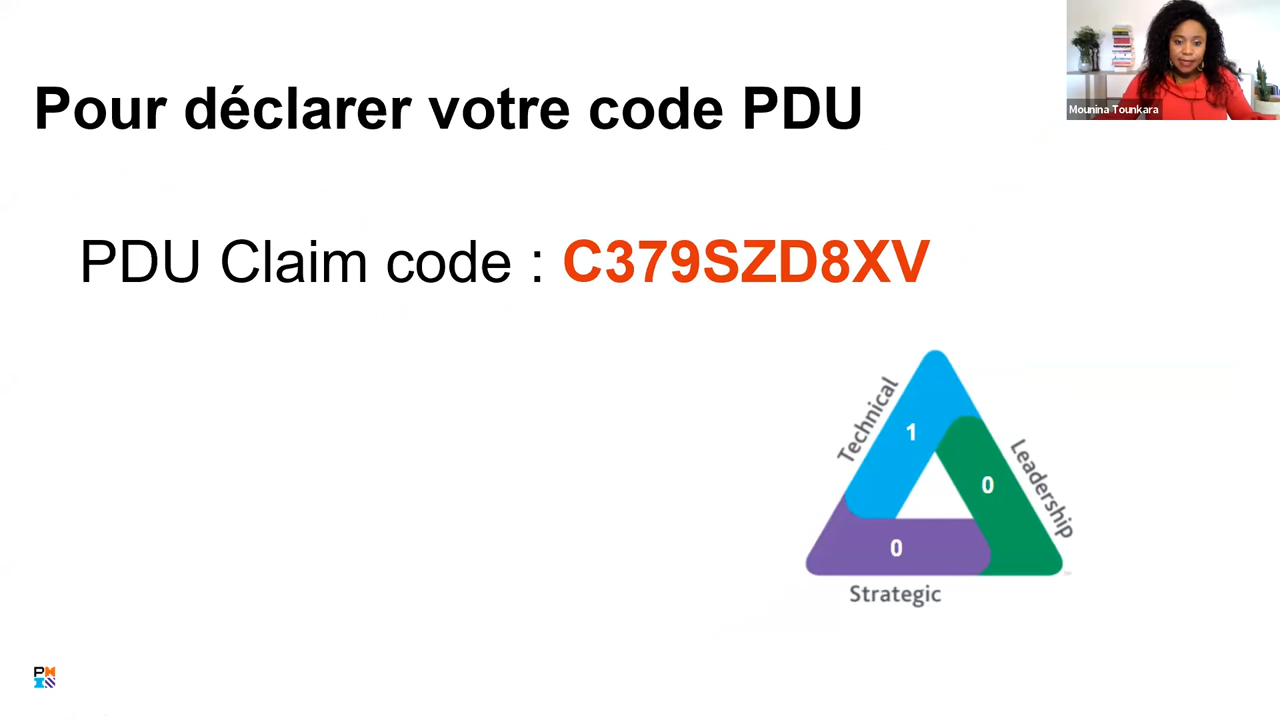 Pour déclarer votre code PDU
Mounina Tounkara
PDU Claim code : C379SZD8XV
Technical
1
Leadership
0
0
Strategic